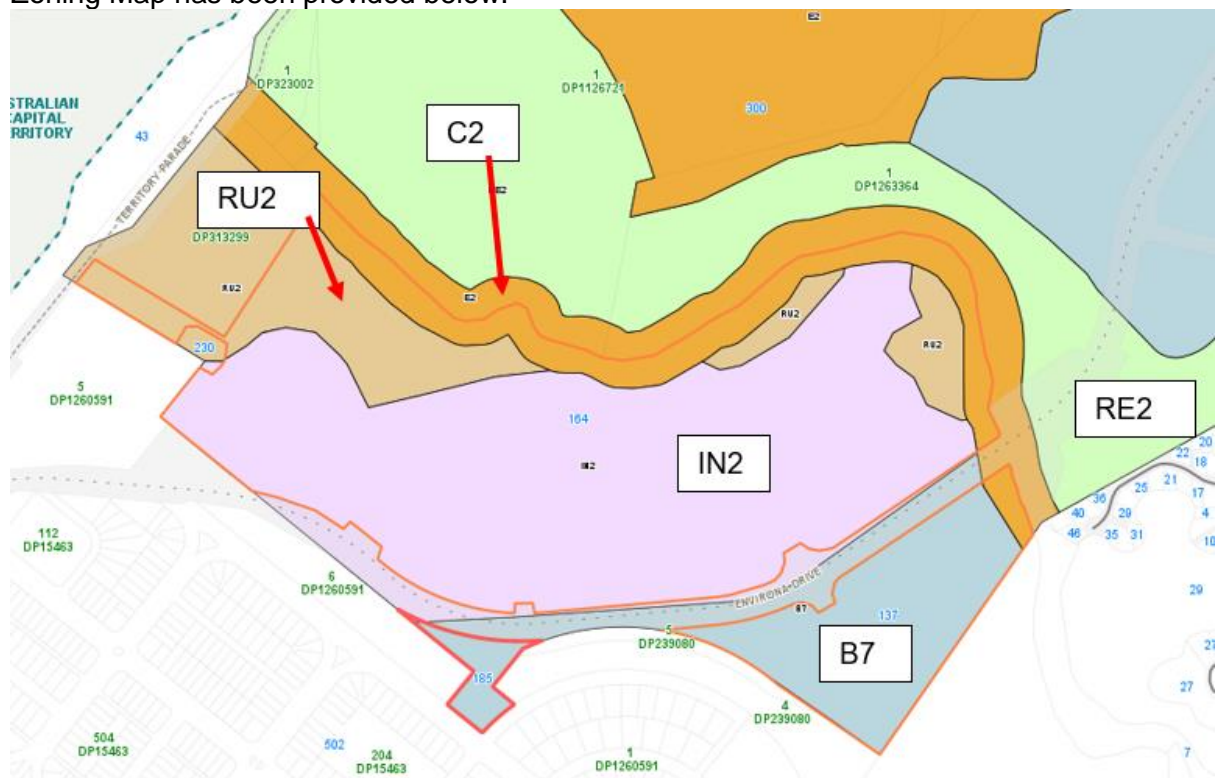 Zoning Map has been provided below.
E2
1
DP323002
1
DP1126721
300
STRALIAN
CAPITAL
RRITORY
43
C2
TERRITORY PARADE
RU2
RE2
1
DP1263364
DP313299
RU2
E2
RU2
RU2
230
5
DP1260591
164
RE2
IN2
IN2
20
22
18
21
25
17
36
40
29
4
46
35
31
10
112
DP15463
6
DP1260591
ENVIRONA DRIVE
B7
137
29
5
DP239080
B7
27
185
27
4
DP239080
504
DP15463
502
204
DP15463
1
DP1260591
7